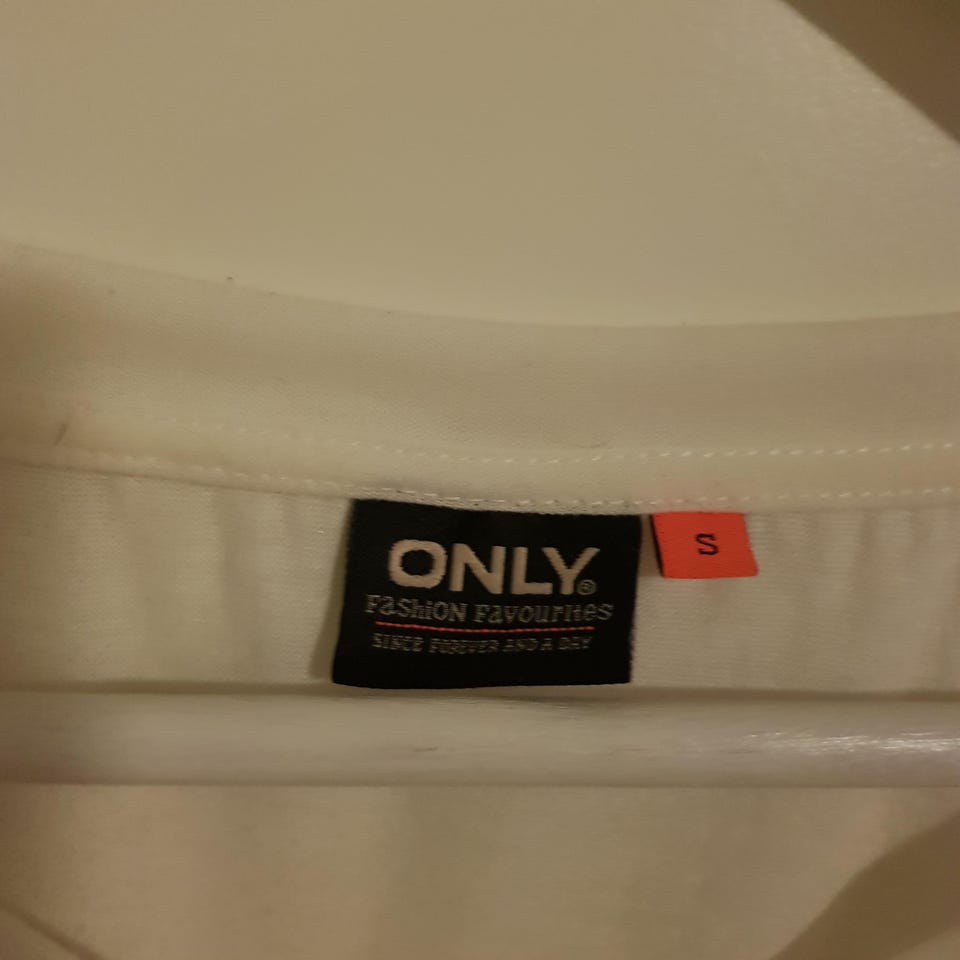 ONLY®
Fashion Favourites
SINCE FOREVER AND A DAY
S